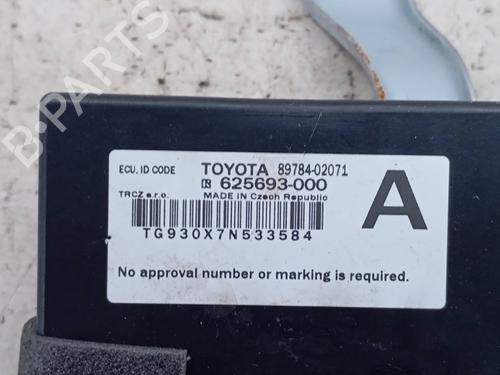 B-PARTS
ECU. ID CODE TOYOTA 89784-02071
625693-000
TRCZ s.r.o. MADE IN Czech Republic
A
TG930X7N533584
No approval number or marking is required.